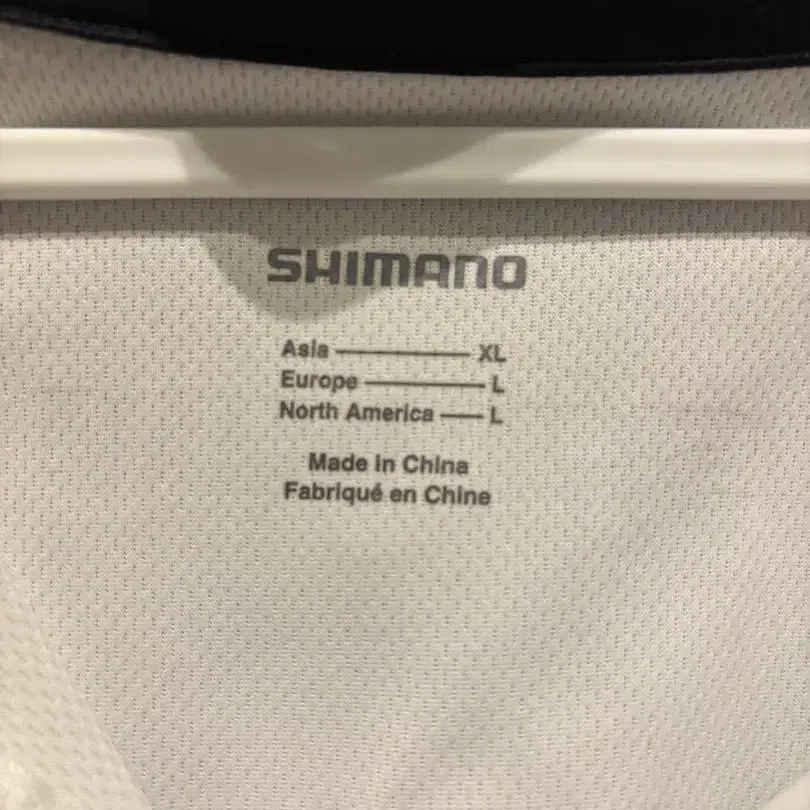 SHIMANO
Asia — XL
Europe — L
North America — L
Made in China
Fabriqué en Chine